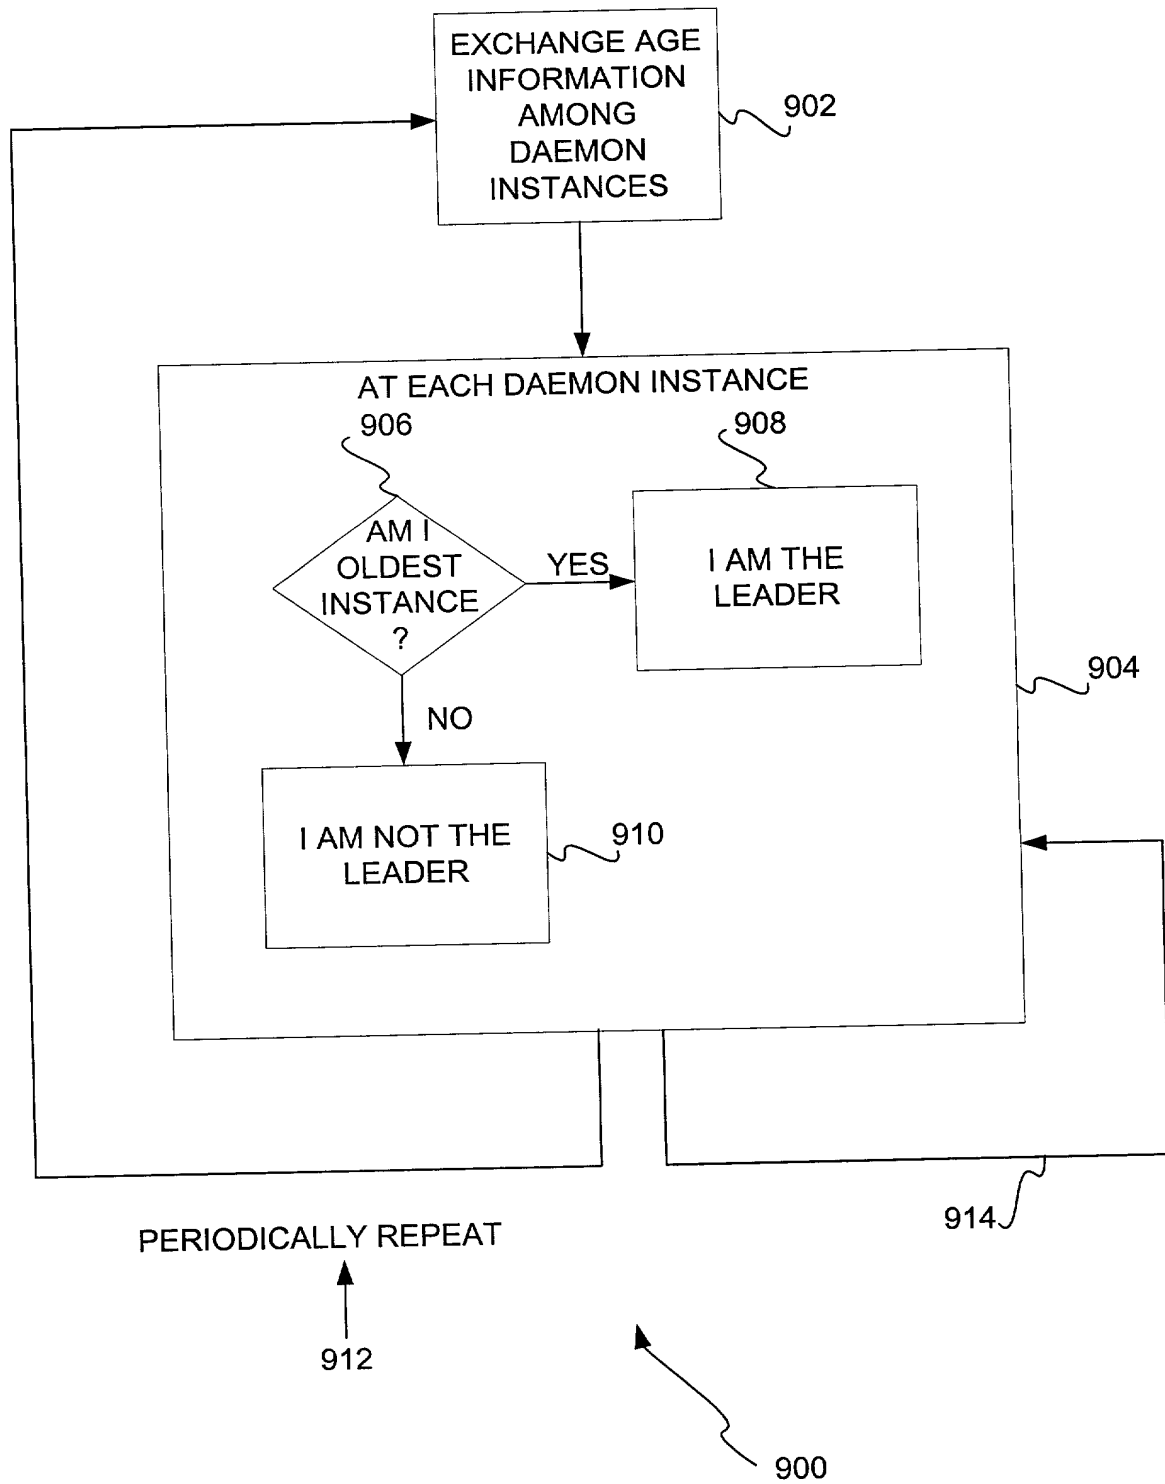 EXCHANGE AGE
INFORMATION
AMONG
DAEMON
INSTANCES
902
AT EACH DAEMON INSTANCE
906
908
AM I
OLDEST
INSTANCE
?
YES
I AM THE
LEADER
904
NO
I AM NOT THE
LEADER
910
914
PERIODICALLY REPEAT
912
900